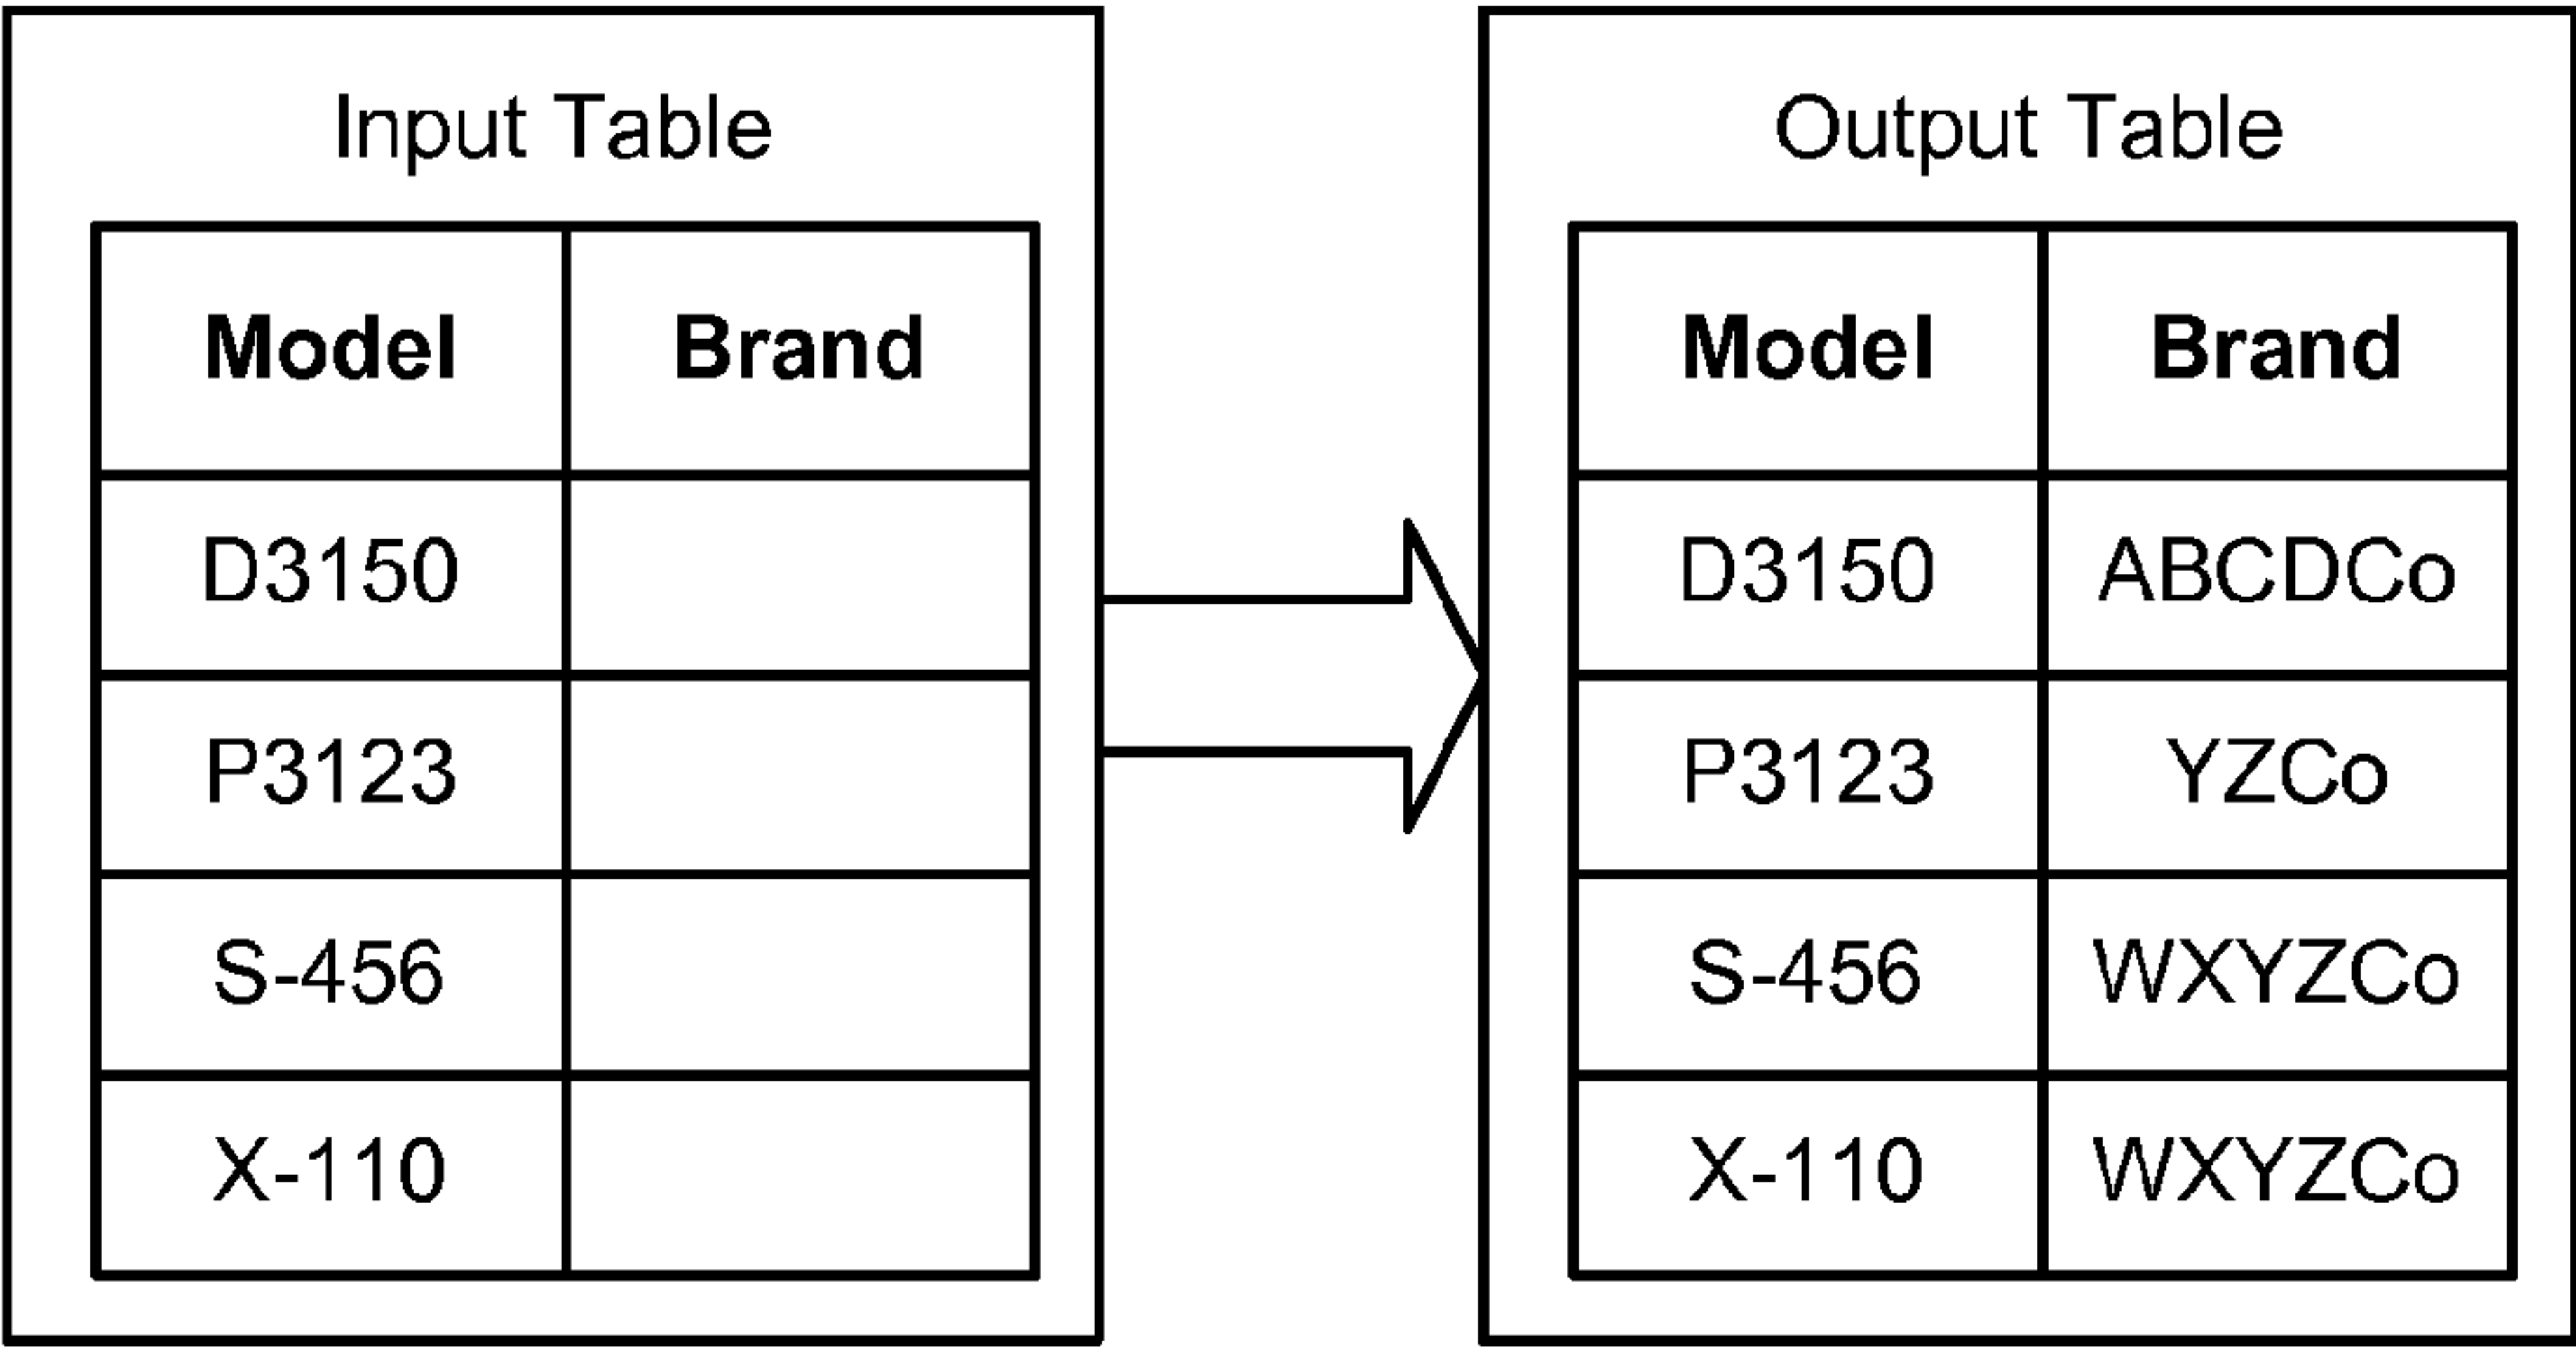 Input Table
Model Brand
D3150
P3123
S-456
X-110
Output Table
Model Brand
D3150 ABCDCo
P3123 YZCo
S-456 WXYZCo
X-110 WXYZCo